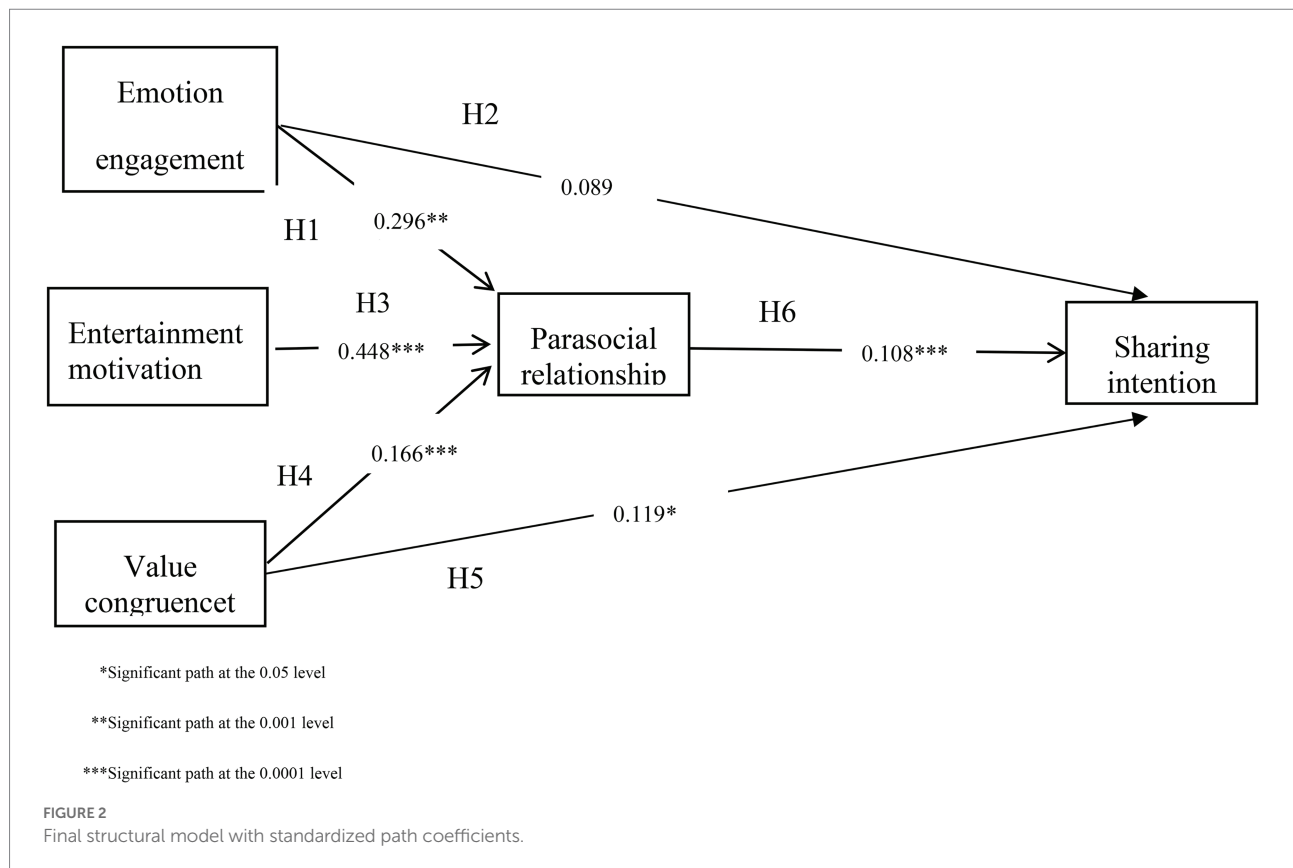 Emotion
engagement
H2
0.089
H1
0.296**
Entertainment
motivation
H3
0.448***
Parasocial
relationship
H6
0.108***
Sharing
intention
0.166***
H4
Value
congruencet
0.119*
H5
*Significant path at the 0.05 level
**Significant path at the 0.001 level
***Significant path at the 0.0001 level
FIGURE 2
Final structural model with standardized path coefficients.